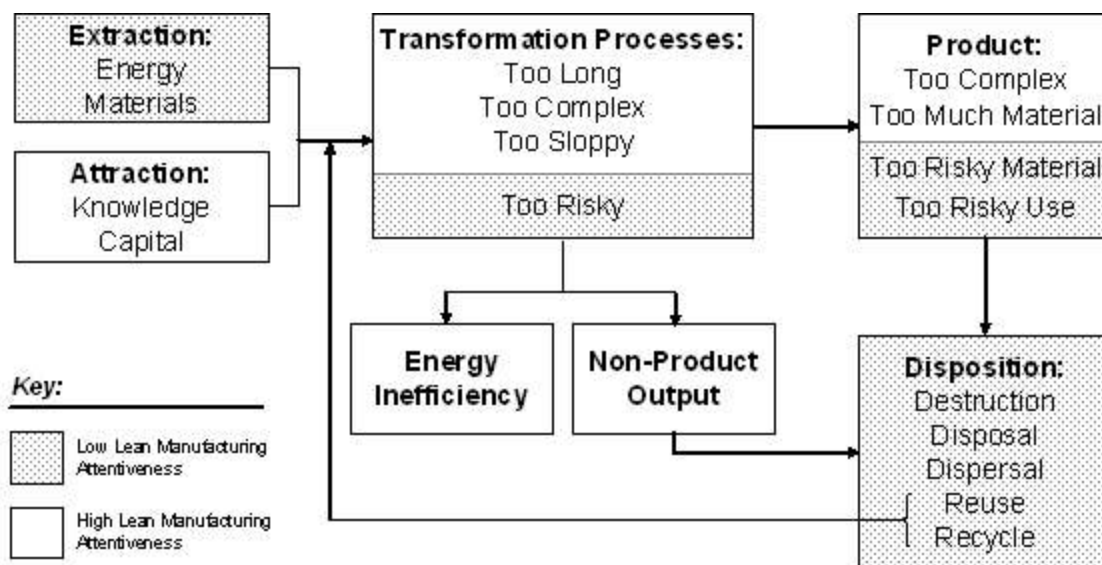 Extraction:
Energy
Materials
Attraction:
Knowledge
Capital
Transformation Processes:
Too Long
Too Complex
Too Sloppy
Too Risky
Product:
Too Complex
Too Much Material
Too Risky Material
Too Risky Use
Energy
Inefficiency
Non-Product
Output
Disposition:
Destruction
Disposal
Dispersal
Reuse
Recycle
Key:
Low Lean Manufacturing
Attentiveness
High Lean Manufacturing
Attentiveness